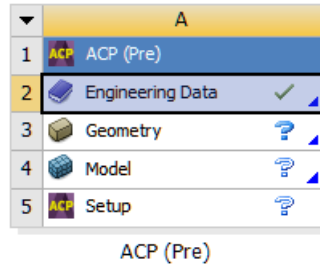 A
1 ACP ACP (Pre)
2 Engineering Data ✓
3 Geometry ?
4 Model ?
5 ACP Setup ?
ACP (Pre)